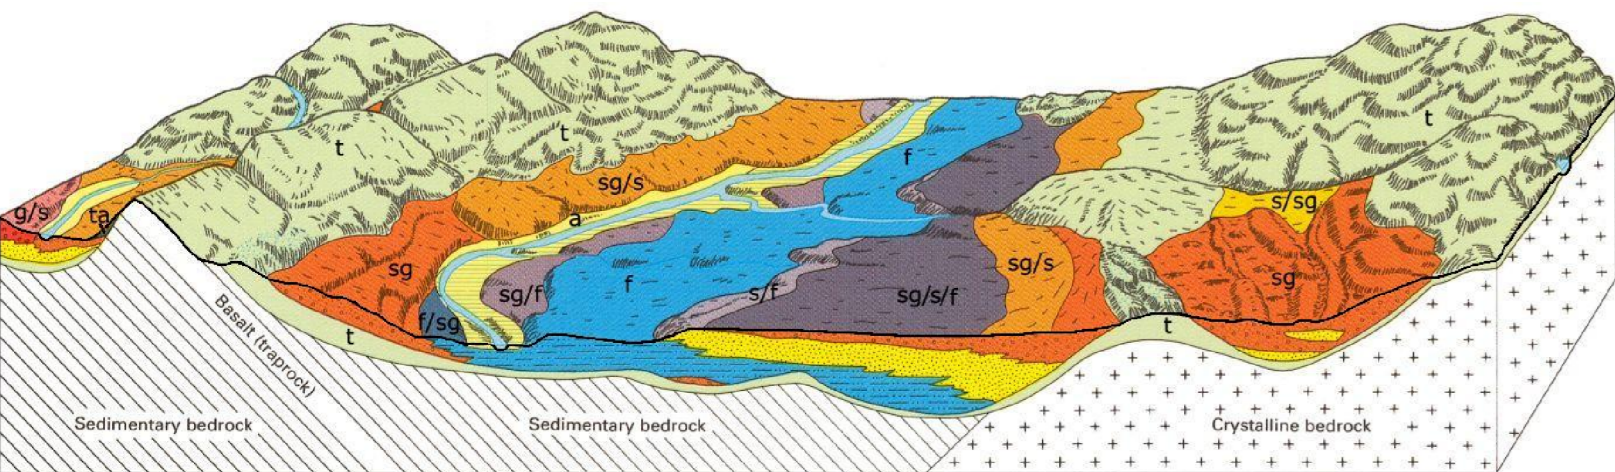 t
t
t
f
g/s
ta
sg/s
s/sg
a
sg
sg/s
sg
f
s/f
sg/s/f
sg/f
f/sg
t
t
Basalt (traprock)
Sedimentary bedrock
Sedimentary bedrock
Crystalline bedrock